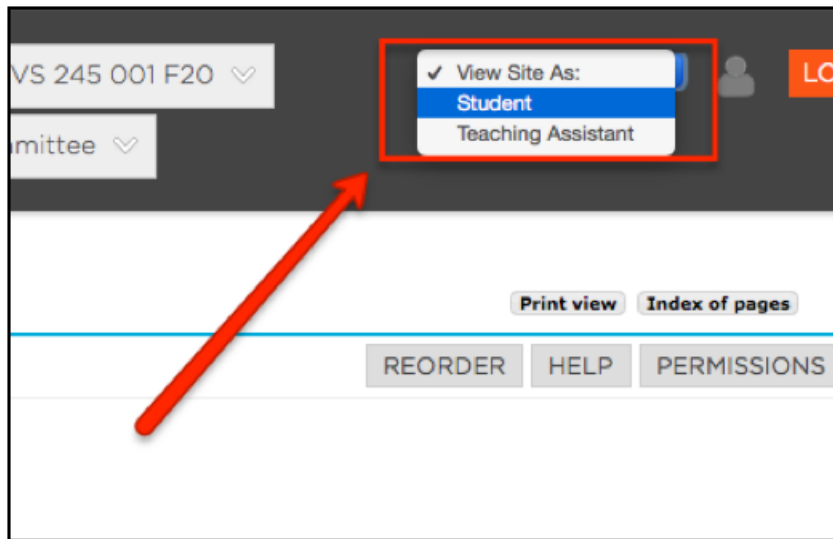 VS 245 001 F20
✓ View Site As:
Student
Teaching Assistant
LO
mmittee
Print view Index of pages
REORDER HELP PERMISSIONS